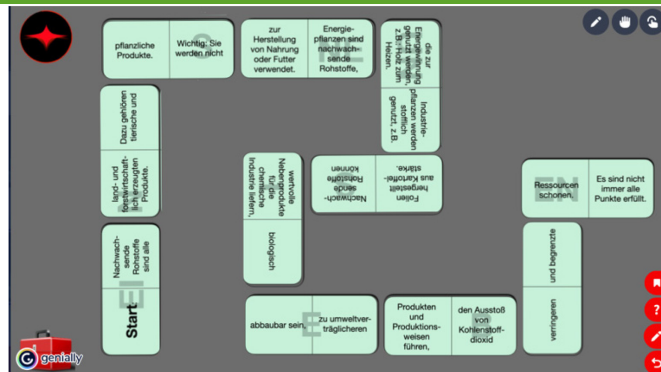 Start
Nachwach-
sende
Rohstoffe
sind alle
land- und
forstwirtschaft-
lich erzeugten
Produkte.
Dazu gehören
tierische und
pflanzliche
Produkte.
Wichtig: Sie
werden nicht
zur
Herstellung
von Nahrung
oder Futter
verwendet.
Energie-
pflanzen sind
nachwach-
sende
Rohstoffe,
die zur
Energiegewinnung
genutzt werden,
z.B. Holz zum
Heizen.
Industrie-
pflanzen werden
stofflich
genutzt, z.B.
Folien
hergestellt
aus Kartoffel-
stärke.
Nachwach-
sende
Rohstoffe
können
wertvolle
Nebenprodukte
für die
chemische
Industrie liefern,
biologisch
abbaubar sein,
zu umweltver-
träglicheren
Produkten
und
Produktions-
weisen
führen,
den Ausstoß
von
Kohlenstoff-
dioxid
verringeren
und begrenzte
Ressourcen
schonen.
Es sind nicht
immer alle
Punkte erfüllt.
EI
E
EN
genially